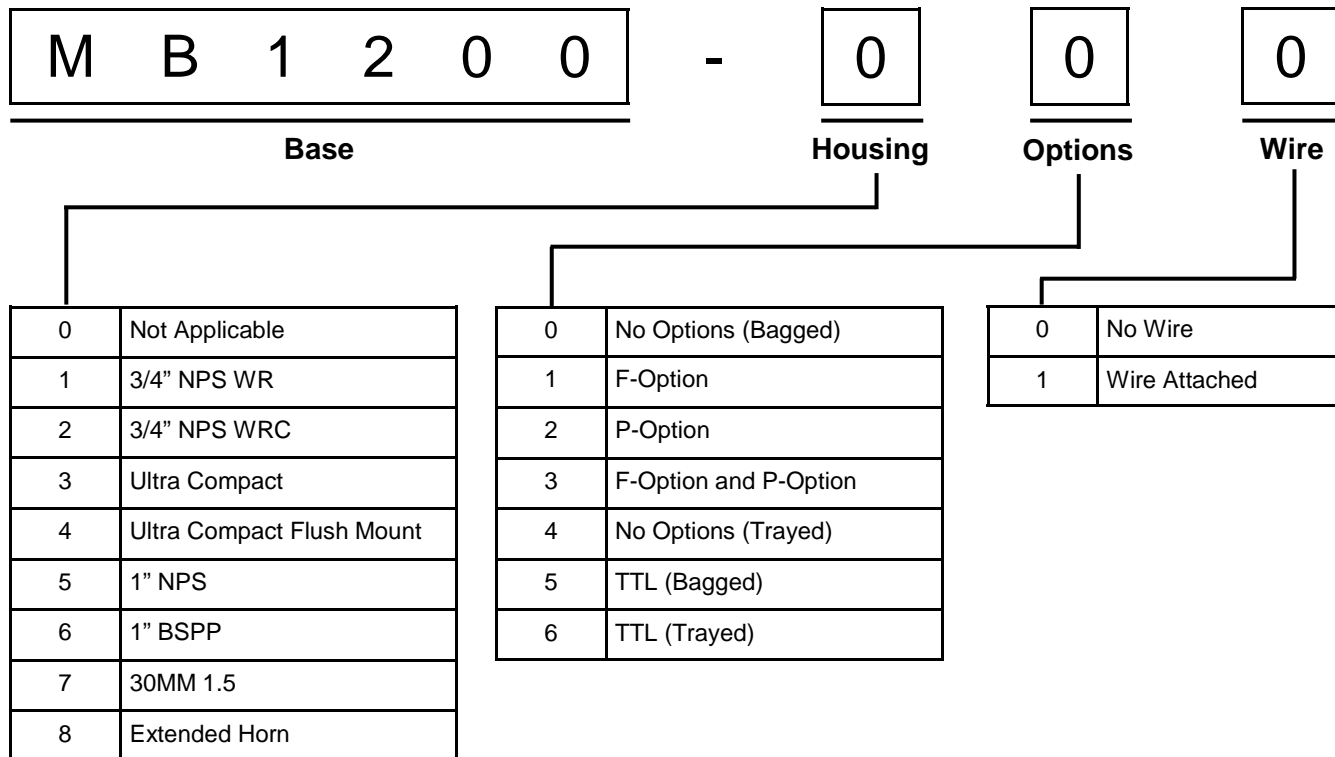 M B 1 2 0 0 - 0 0 0
Base Housing Options Wire
0 Not Applicable
1 3/4” NPS WR
2 3/4” NPS WRC
3 Ultra Compact
4 Ultra Compact Flush Mount
5 1” NPS
6 1” BSPP
7 30MM 1.5
8 Extended Horn
0 No Options (Bagged)
1 F-Option
2 P-Option
3 F-Option and P-Option
4 No Options (Trayed)
5 TTL (Bagged)
6 TTL (Trayed)
0 No Wire
1 Wire Attached